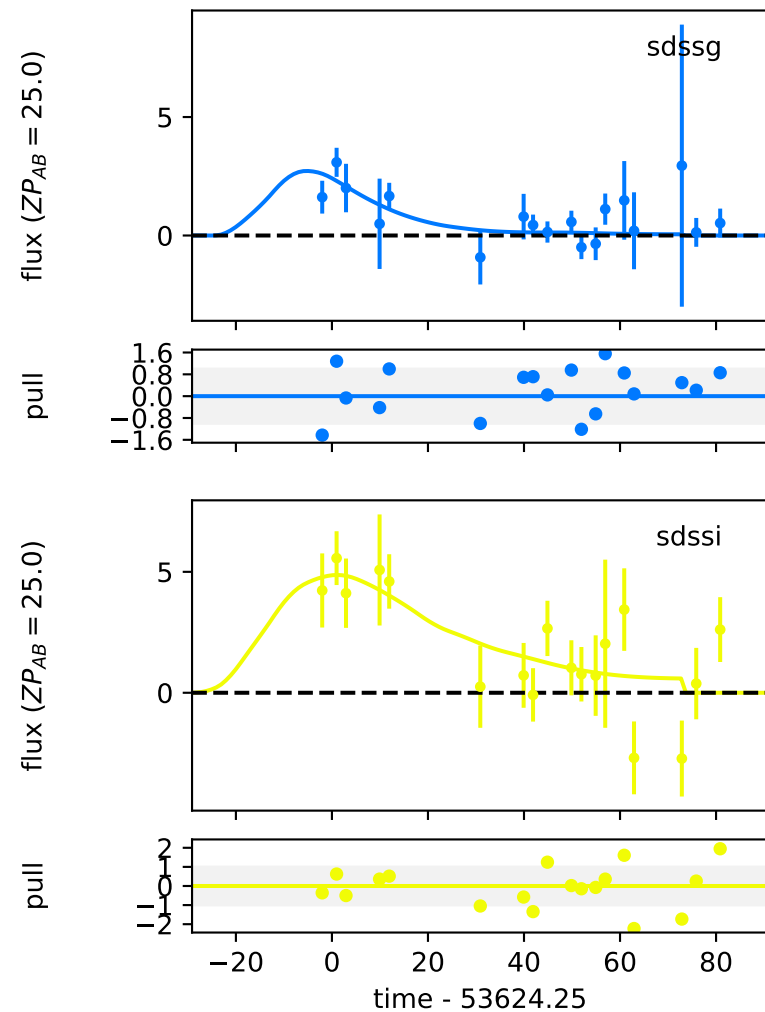 sdssg
flux (ZP_AB = 25.0)
5
0
pull
1.6
0.8
0.0
−0.8
−1.6
sdssi
flux (ZP_AB = 25.0)
5
0
pull
2
1
0
−1
−2
−20 0 20 40 60 80
time - 53624.25